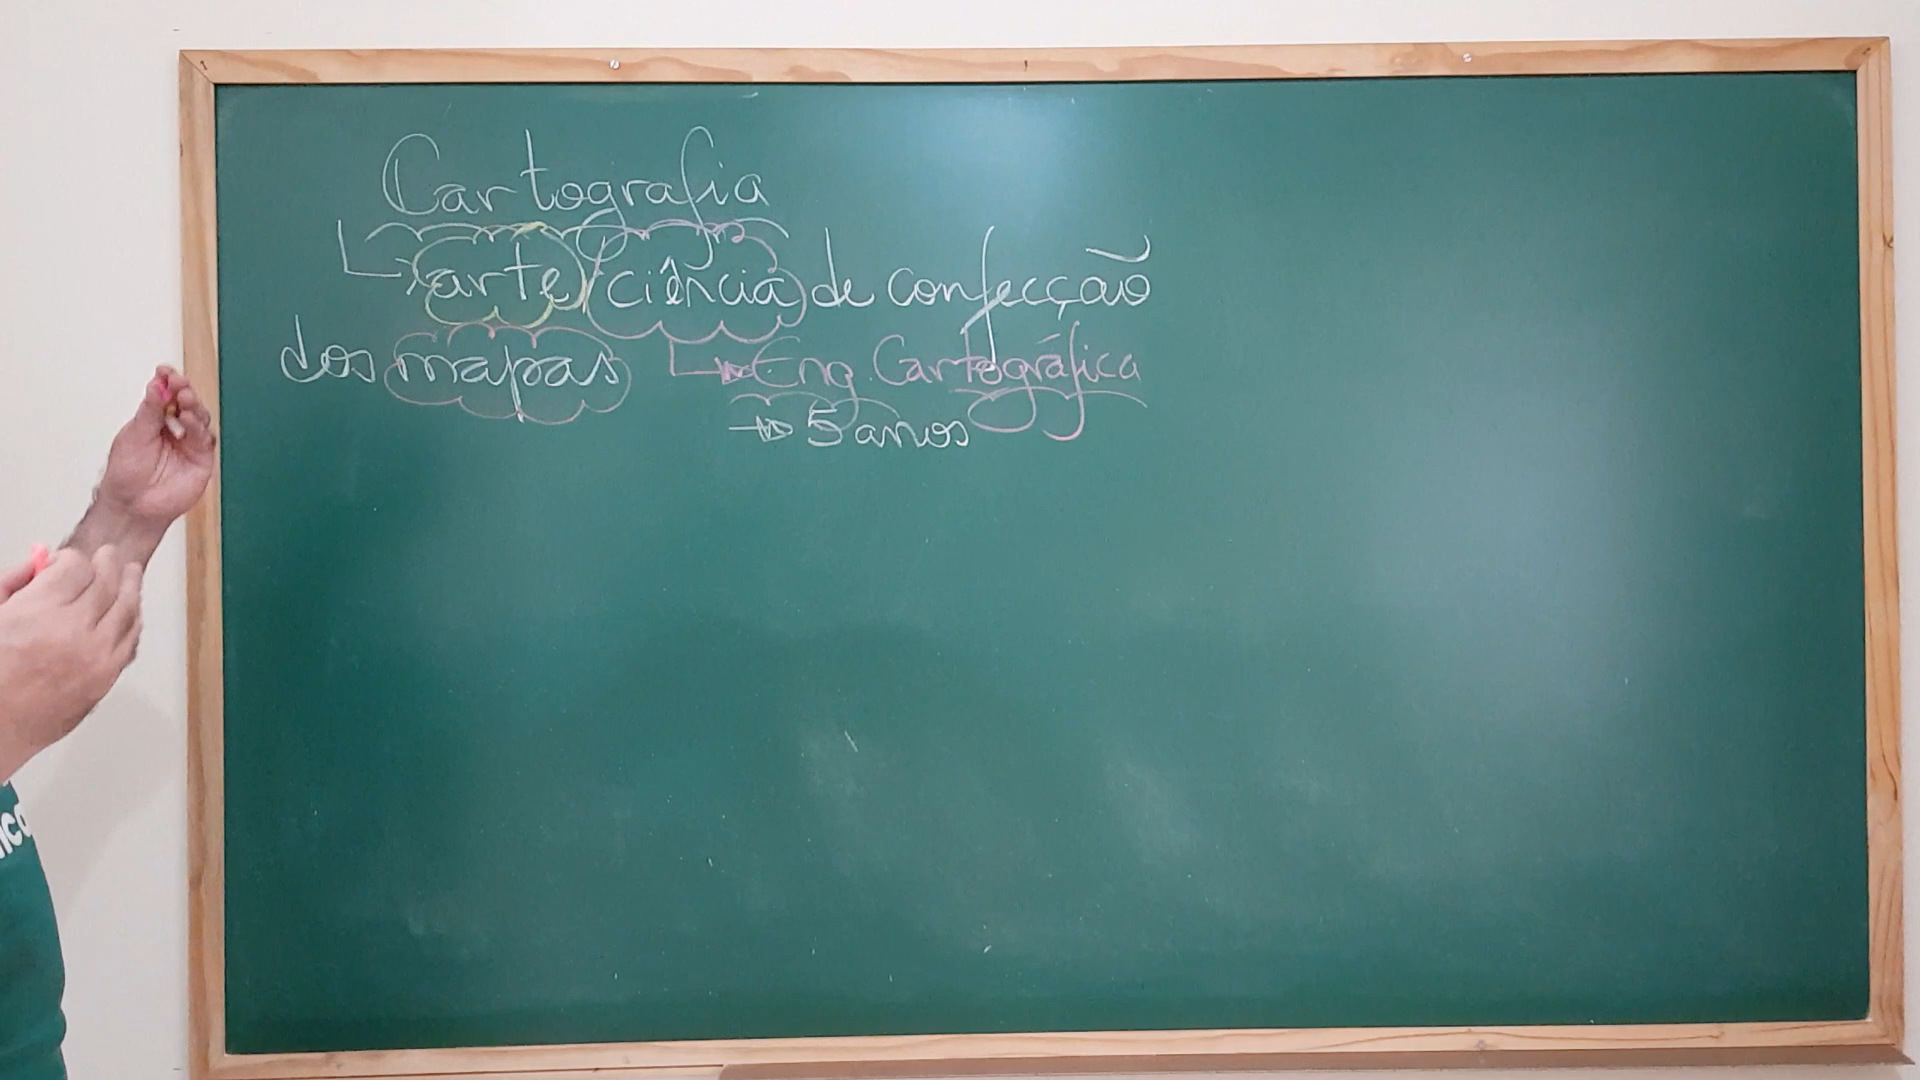 Cartografia
arte/ciência de confecção
dos mapas
Eng. Cartográfica
5 anos